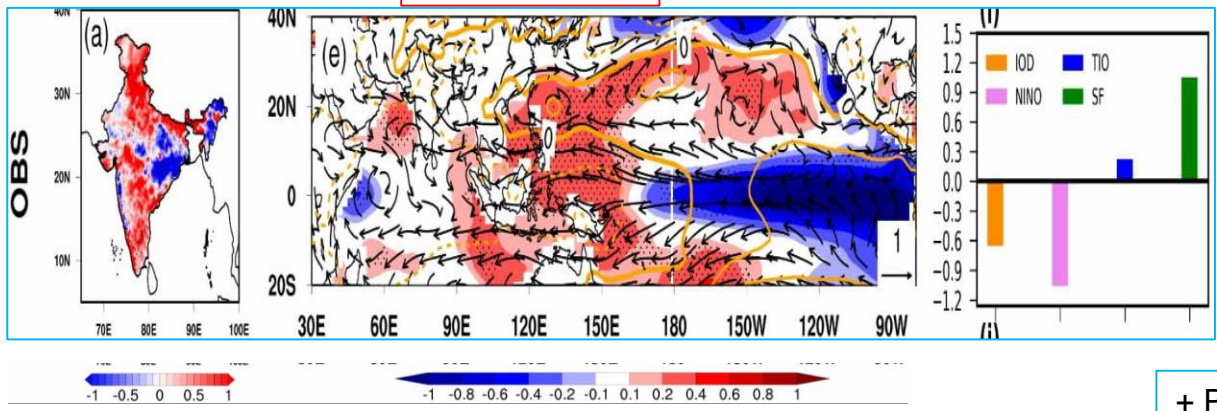 OBS
(a)
40N
30N
20N
10N
70E 80E 90E 100E
(e)
40N
20N
0
20S
30E 60E 90E 120E 150E 180 150W 120W 90W
0
0
1
1.5
1.2
0.9
0.6
0.3
0.0
-0.3
-0.6
-0.9
-1.2
IOD TIO
NINO SF
-1 -0.5 0 0.5 1
-1 -0.8 -0.6 -0.4 -0.2 -0.1 0.1 0.2 0.4 0.6 0.8 1